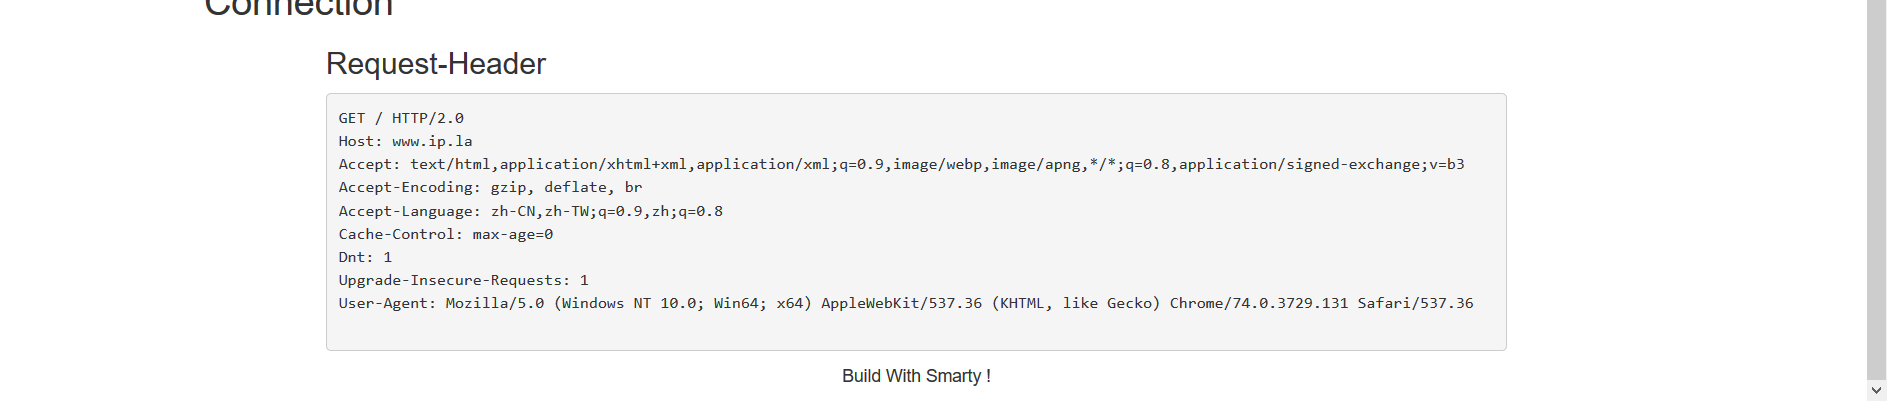 Connection
Request-Header
GET / HTTP/2.0
Host: www.ip.la
Accept: text/html,application/xhtml+xml,application/xml;q=0.9,image/webp,image/apng,*/*;q=0.8,application/signed-exchange;v=b3
Accept-Encoding: gzip, deflate, br
Accept-Language: zh-CN,zh-TW;q=0.9,zh;q=0.8
Cache-Control: max-age=0
Dnt: 1
Upgrade-Insecure-Requests: 1
User-Agent: Mozilla/5.0 (Windows NT 10.0; Win64; x64) AppleWebKit/537.36 (KHTML, like Gecko) Chrome/74.0.3729.131 Safari/537.36
Build With Smarty !